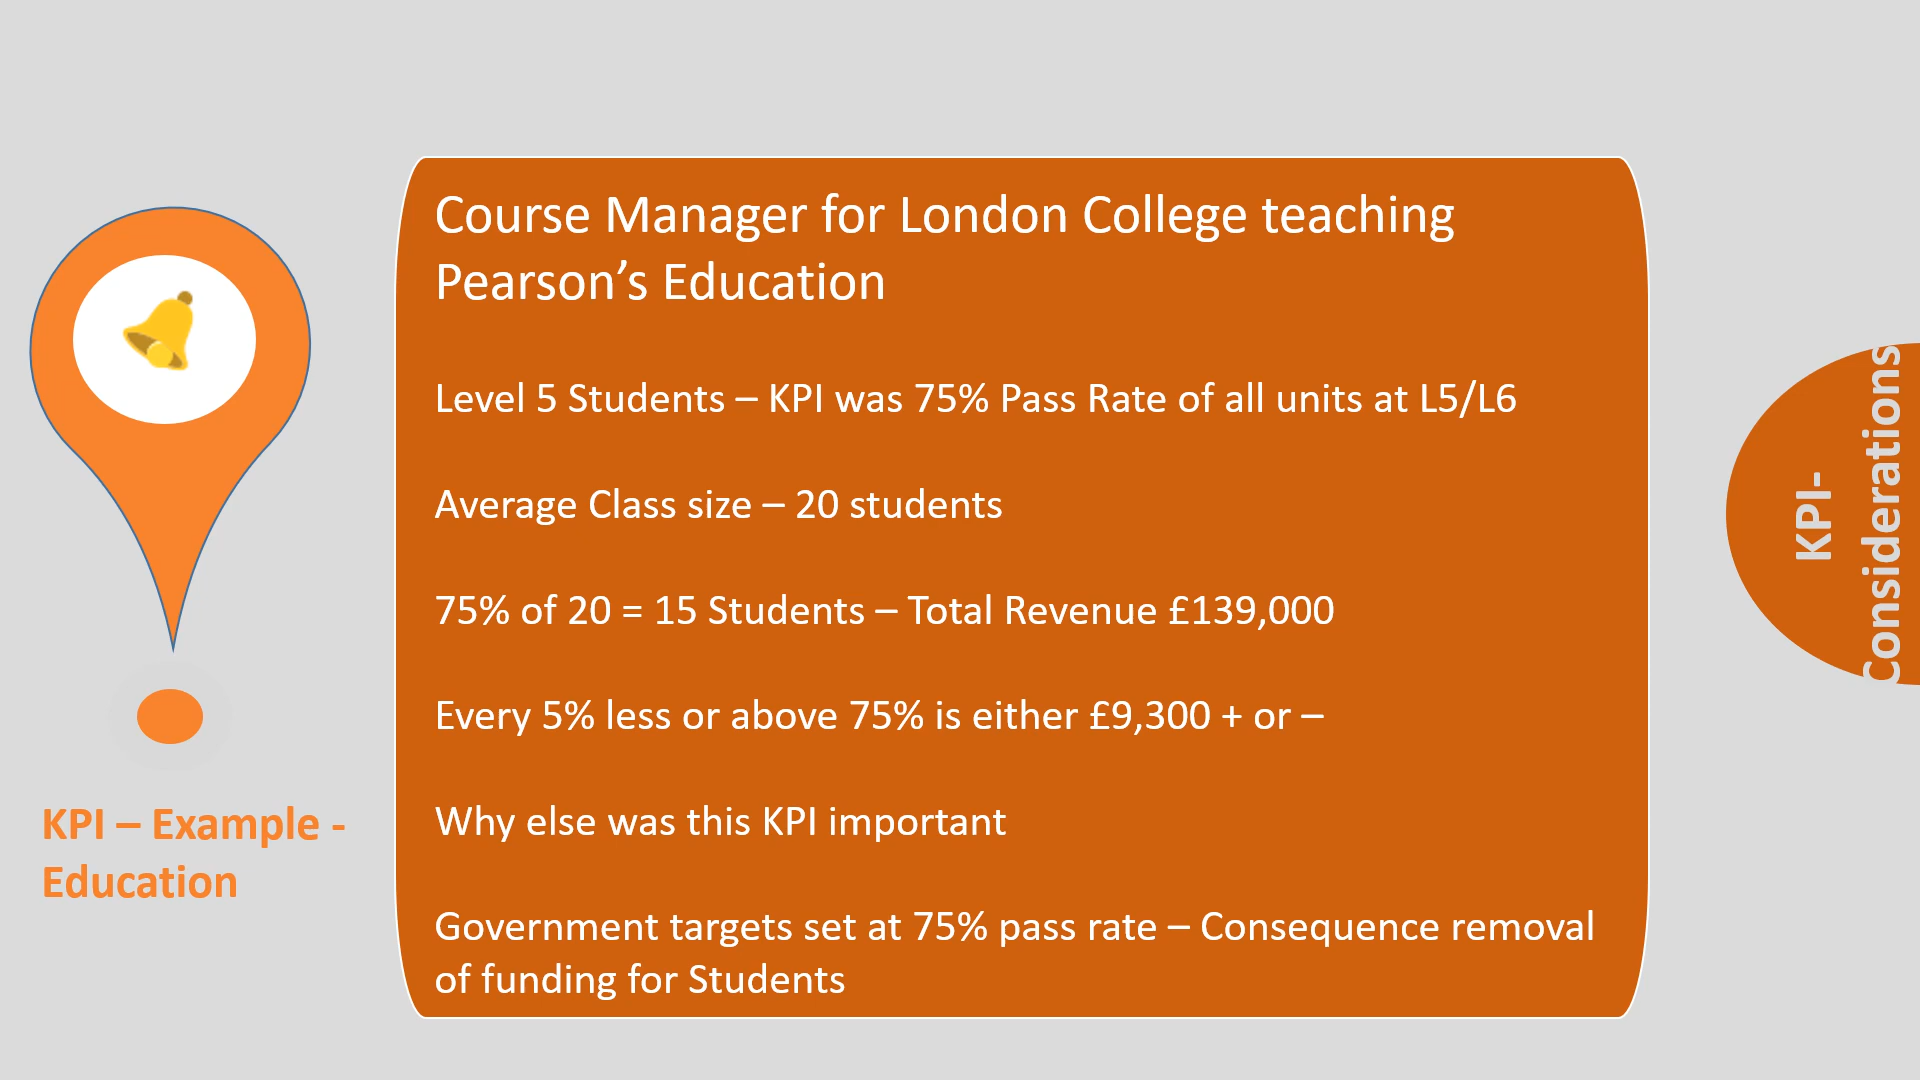 Course Manager for London College teaching
Pearson’s Education
Level 5 Students – KPI was 75% Pass Rate of all units at L5/L6
Average Class size – 20 students
75% of 20 = 15 Students – Total Revenue £139,000
Every 5% less or above 75% is either £9,300 + or –
Why else was this KPI important
Government targets set at 75% pass rate – Consequence removal
of funding for Students
KPI – Example -
Education
KPI-
Considerations